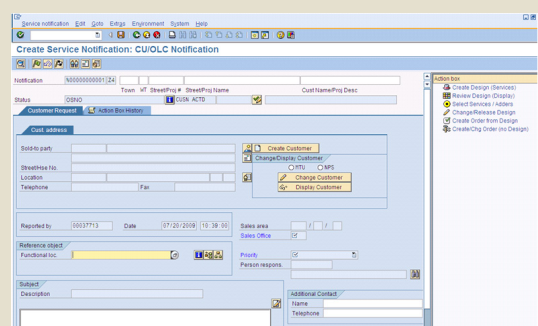 Service notification Edit Goto Extras Environment System Help
Create Service Notification: CU/OLC Notification
Notification %00000000001 Z4
Town WT Street/Proj # Street/Proj Name Cust Name/Proj Desc
Status OSNO CUSN ACTD
Customer Request Action Box History
Cust. address
Sold-to party
Create Customer
Change/Display Customer
Street/Hse No.
MTU NPS
Location
Change Customer
Telephone Fax
Display Customer
Reported by 00037713 Date 07/20/2009 10:39:00 Sales area / /
Sales Office
Reference object
Functional loc.
Priority
Person respons.
Subject
Description
Additional Contact
Name
Telephone
Action box
Create Design (Services)
Review Design (Display)
Select Services / Adders
Change/Release Design
Create Order from Design
Create/Chg Order (no Design)